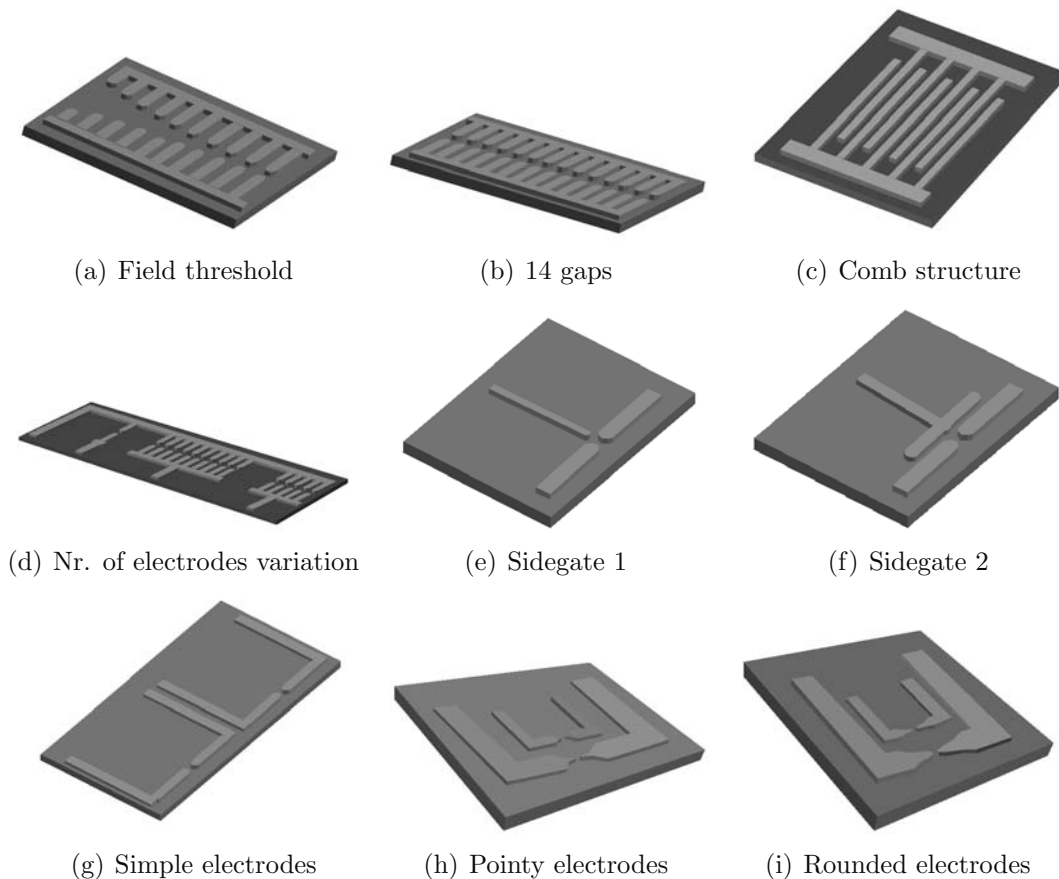 (a) Field threshold
(b) 14 gaps
(c) Comb structure
(d) Nr. of electrodes variation
(e) Sidegate 1
(f) Sidegate 2
(g) Simple electrodes
(h) Pointy electrodes
(i) Rounded electrodes